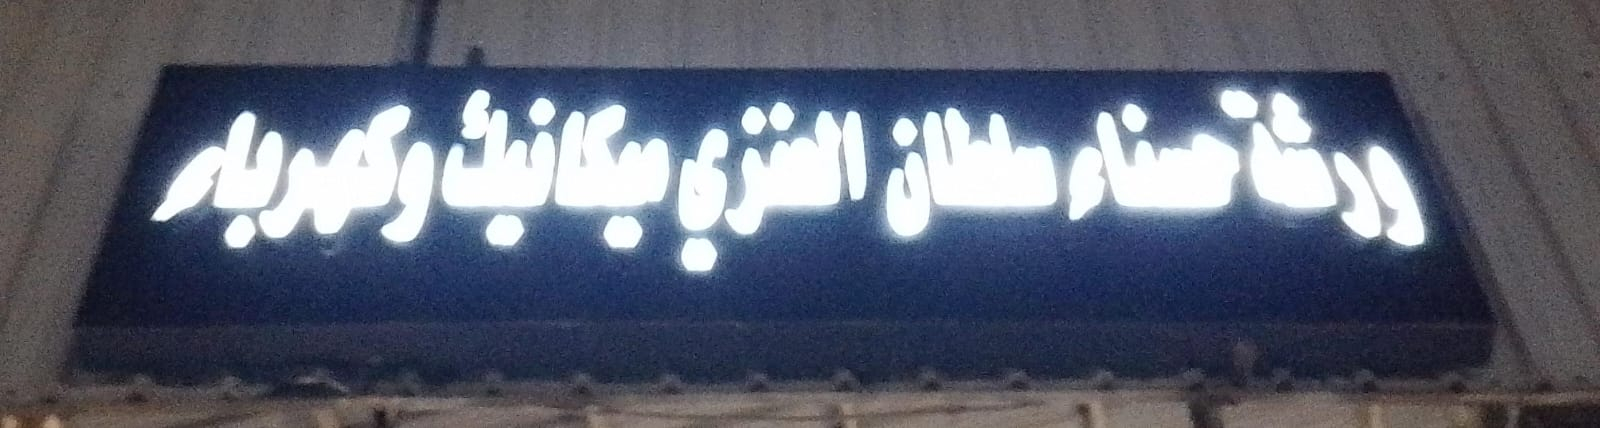 ورشة حسناء سلطان العنزي ميكانيك وكهرباء